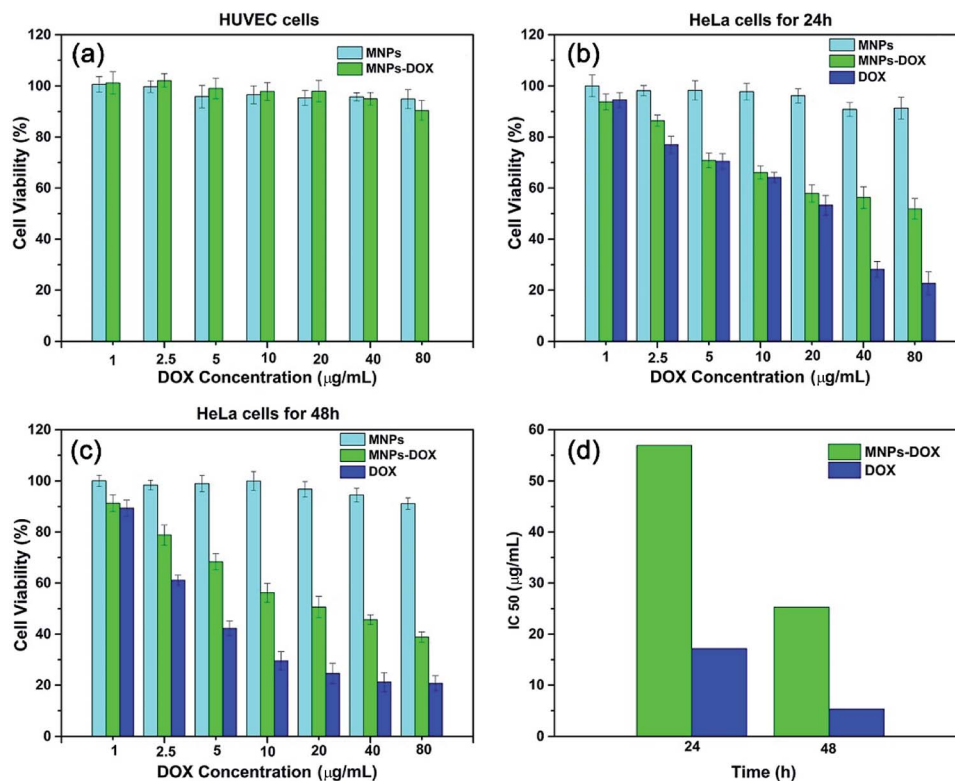 HUVEC cells
(a)
MNPs
MNPs-DOX
Cell Viability (%)
120
100
80
60
40
20
0
1 2.5 5 10 20 40 80
DOX Concentration (μg/mL)
HeLa cells for 24h
(b)
MNPs
MNPs-DOX
DOX
Cell Viability (%)
120
100
80
60
40
20
0
1 2.5 5 10 20 40 80
DOX Concentration (μg/mL)
HeLa cells for 48h
(c)
MNPs
MNPs-DOX
DOX
Cell Viability (%)
120
100
80
60
40
20
0
1 2.5 5 10 20 40 80
DOX Concentration (μg/mL)
(d)
MNPs-DOX
DOX
IC 50 (μg/mL)
60
50
40
30
20
10
0
24 48
Time (h)